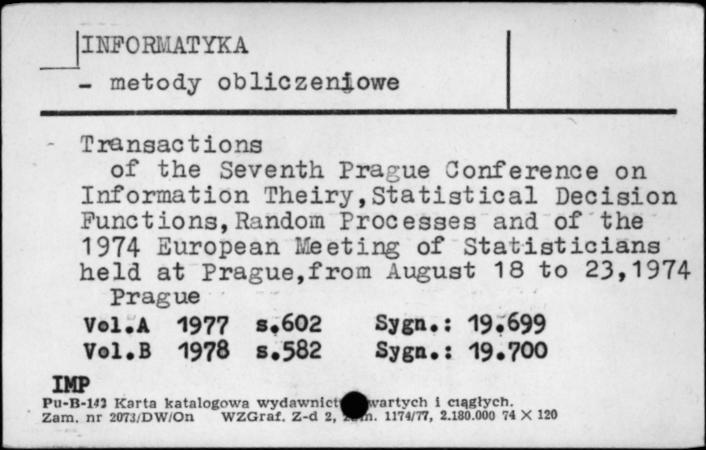 INFORMATYKA
- metody obliczeniowe
Transactions
of the Seventh Prague Conference on
Information Theiry,Statistical Decision
Functions,Random Processes and of the
1974 European Meeting of Statisticians
held at Prague,from August 18 to 23,1974
Prague
Vol.A 1977 s.602 Sygn.: 19.699
Vol.B 1978 s.582 Sygn.: 19.700
IMP
Pu-B-143 Karta katalogowa i ciągłych.
Zam. nr 2073/DW/On WZGraf. Z-d 2, 1174/77, 2.180.000 74 X 120